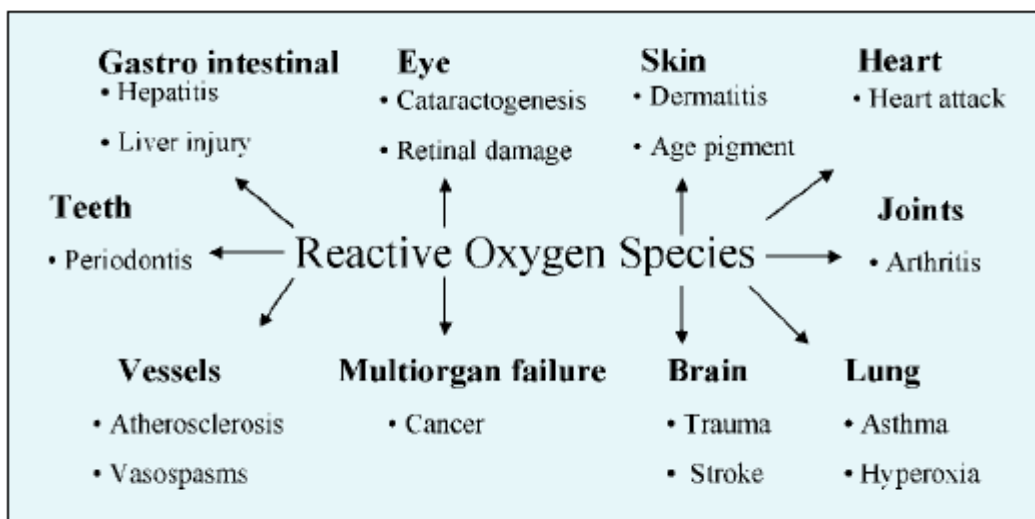 Gastro intestinal
• Hepatitis
• Liver injury
Eye
• Cataractogenesis
• Retinal damage
Skin
• Dermatitis
• Age pigment
Heart
• Heart attack
Teeth
• Periodontis
Reactive Oxygen Species
Joints
• Arthritis
Vessels
• Atherosclerosis
• Vasospasms
Multiorgan failure
• Cancer
Brain
• Trauma
• Stroke
Lung
• Asthma
• Hyperoxia